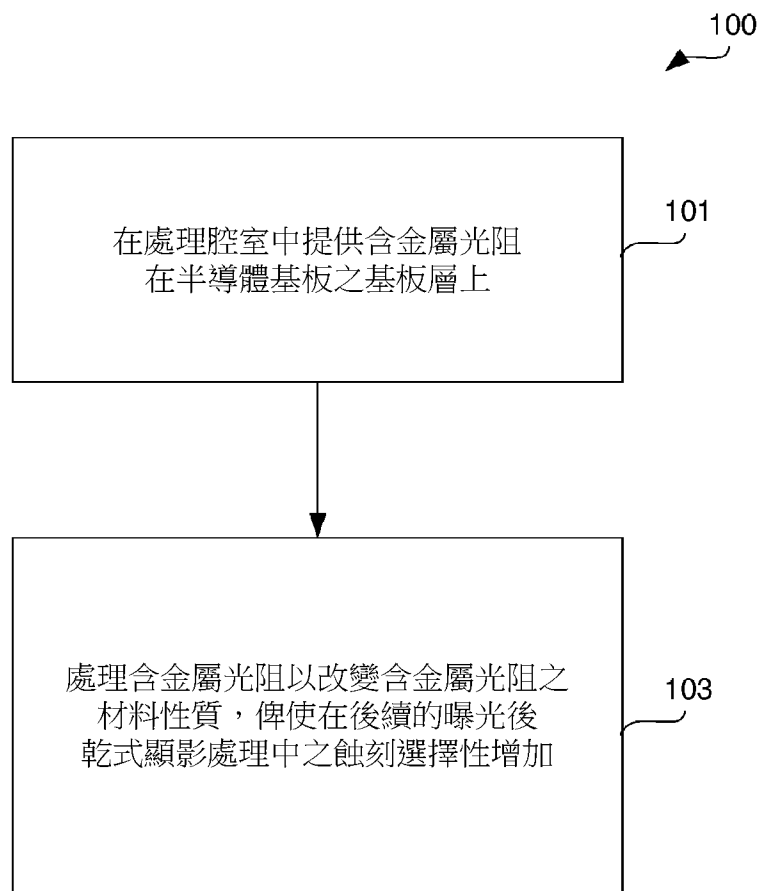 100
在處理腔室中提供含金屬光阻
在半導體基板之基板層上
101
處理含金屬光阻以改變含金屬光阻之
材料性質，俾使在後續的曝光後
乾式顯影處理中之蝕刻選擇性增加
103